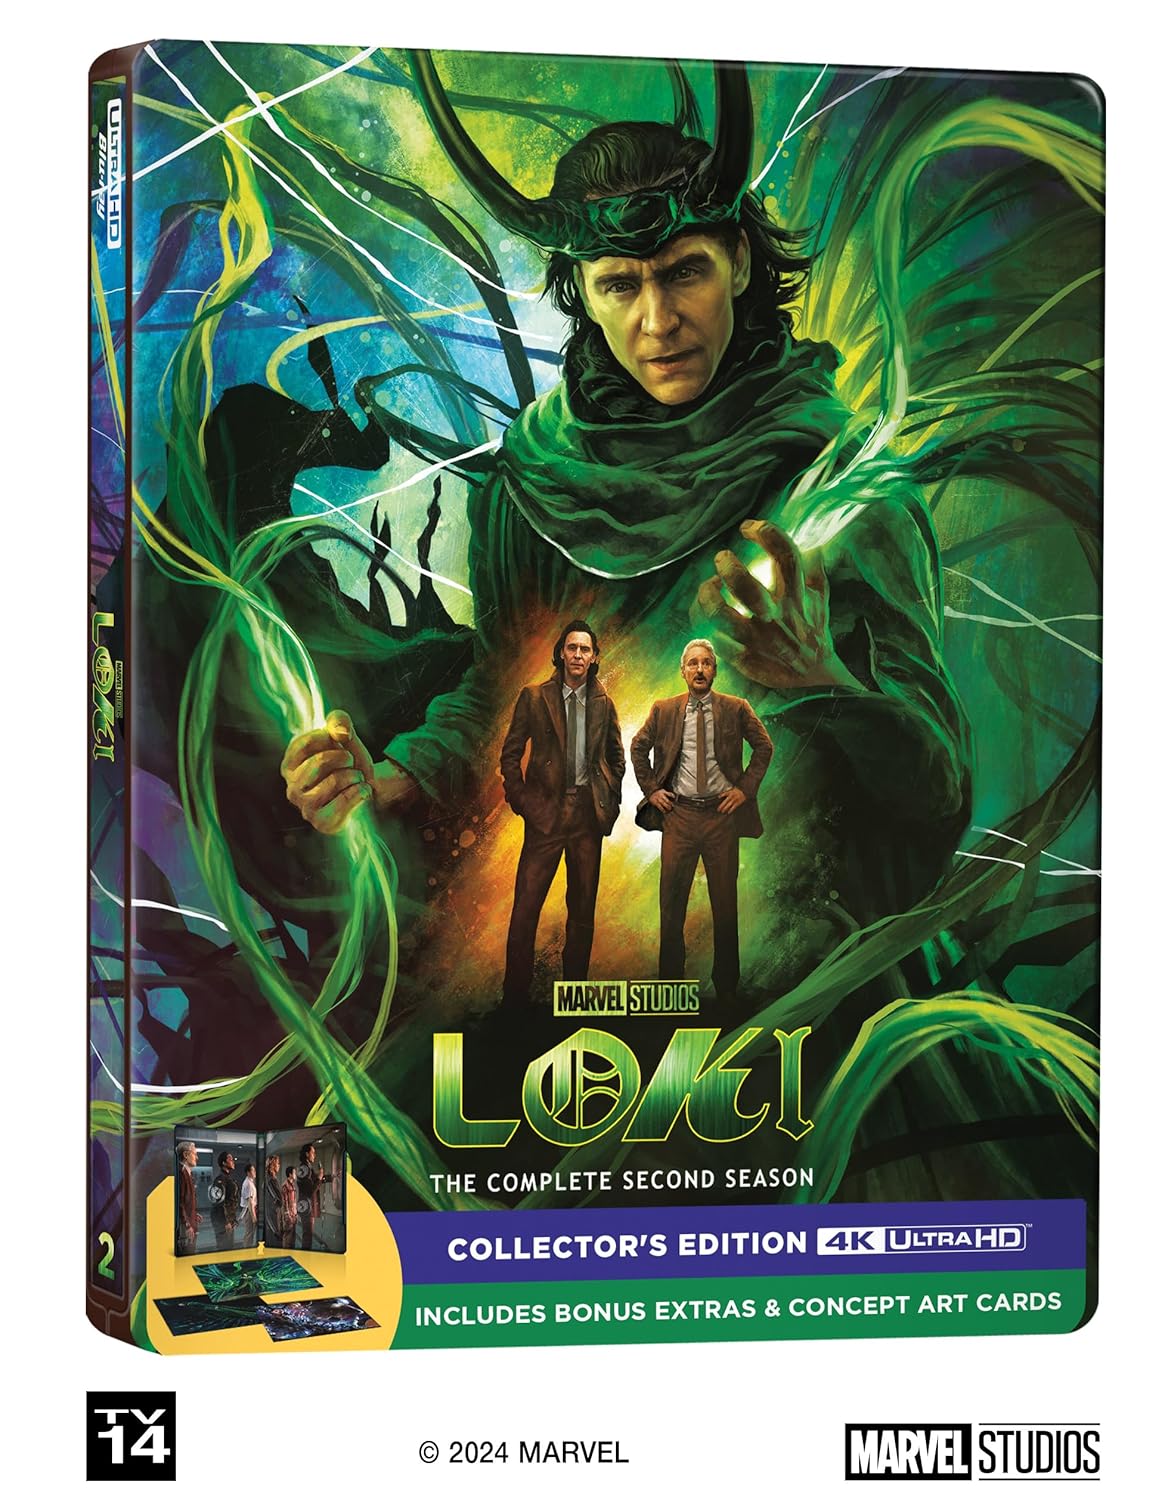 ULTRA HD
Blu-ray
MARVEL STUDIOS
LOKI
2
MARVEL STUDIOS
LOKI
THE COMPLETE SECOND SEASON
COLLECTOR'S EDITION 4K ULTRA HD™
INCLUDES BONUS EXTRAS & CONCEPT ART CARDS
TV
14
© 2024 MARVEL
MARVEL STUDIOS